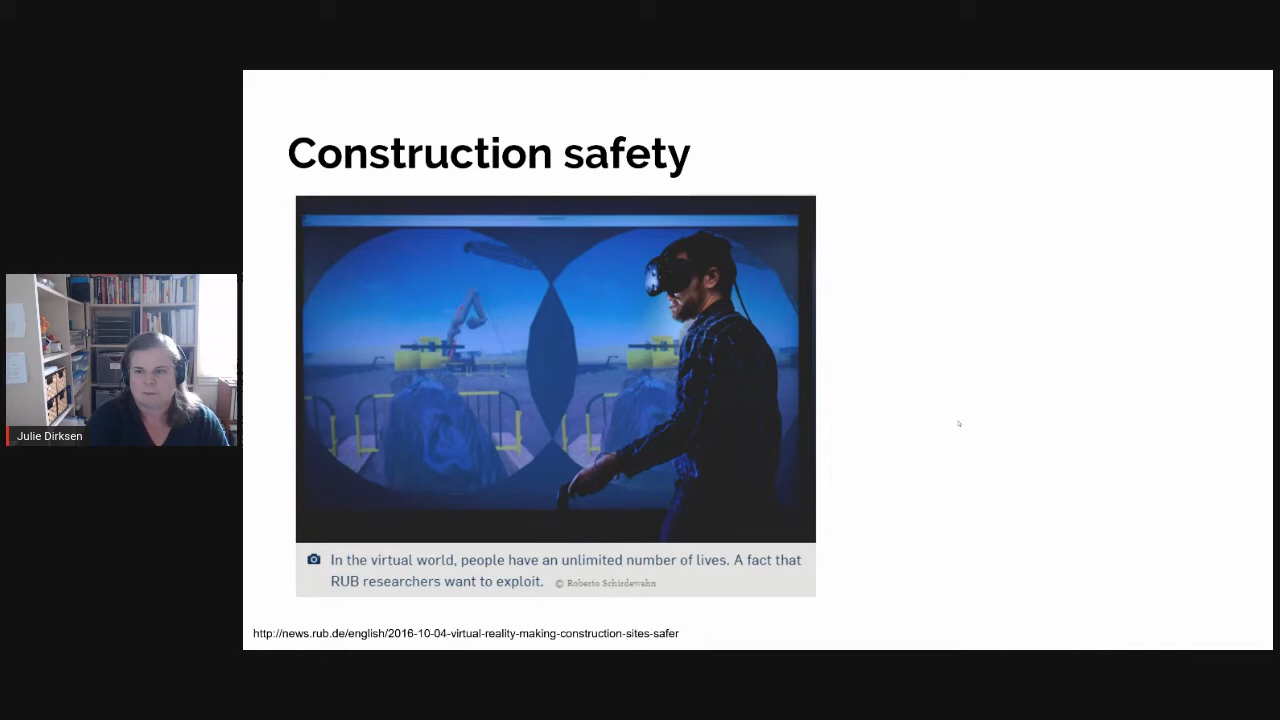 Construction safety
In the virtual world, people have an unlimited number of lives. A fact that
RUB researchers want to exploit. © Roberto Schirdewahn
Julie Dirksen
http://news.rub.de/english/2016-10-04-virtual-reality-making-construction-sites-safer